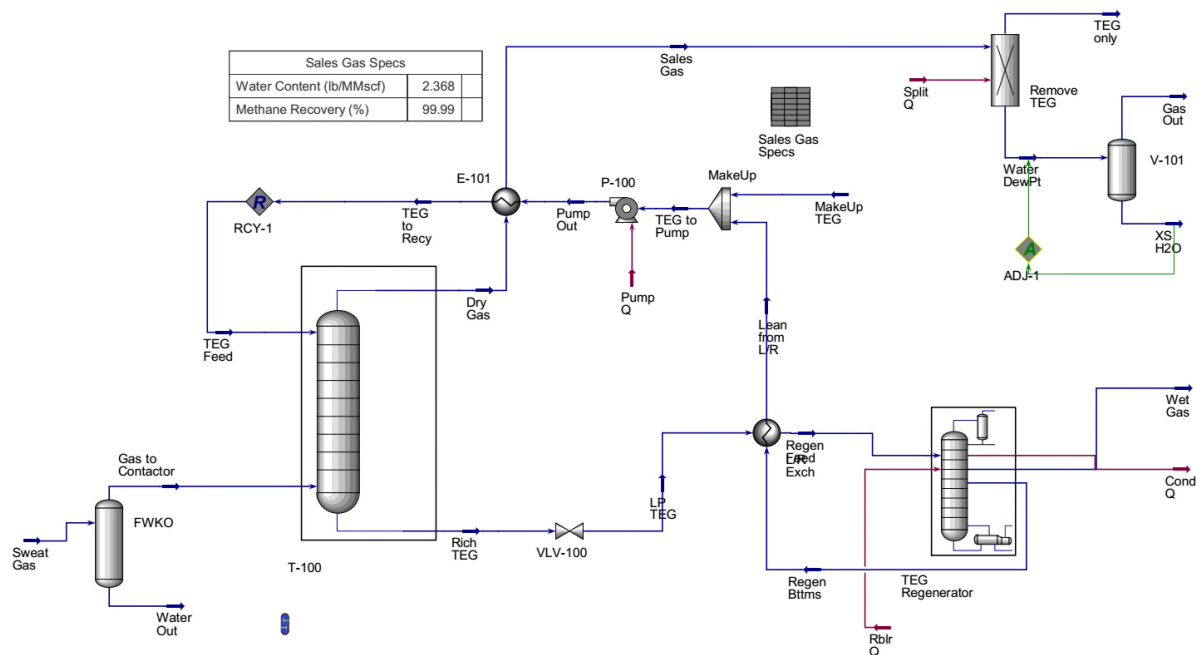 Sales Gas Specs
Water Content (lb/MMscf) 2.368
Methane Recovery (%) 99.99
Sales
Gas
TEG
only
Split
Q
Remove
TEG
Sales Gas
Specs
Gas
Out
V-101
Water
DewPt
XS
H2O
A
ADJ-1
E-101
P-100
MakeUp
MakeUp
TEG
TEG to
Pump
Pump
Out
TEG
to
Recy
R
RCY-1
Pump
Q
Dry
Gas
TEG
Feed
Lean
from
L/R
Wet
Gas
Regen
Feed
L/R
Exch
Cond
Q
Gas to
Contactor
FWKO
Sweat
Gas
Water
Out
T-100
Rich
TEG
VLV-100
LP
TEG
Regen
Bttms
TEG
Regenerator
Rblr
Q